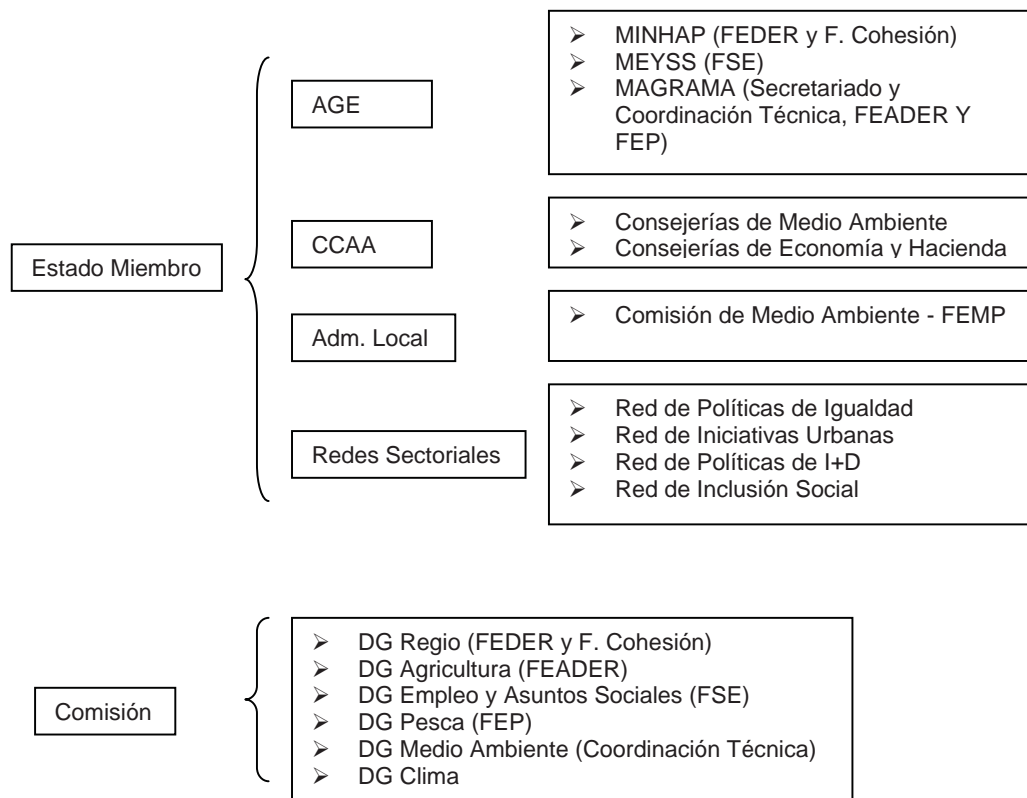 Estado Miembro
AGE
➢ MINHAP (FEDER y F. Cohesión)
➢ MEYSS (FSE)
➢ MAGRAMA (Secretariado y
Coordinación Técnica, FEADER Y
FEP)
CCAA
➢ Consejerías de Medio Ambiente
➢ Consejerías de Economía y Hacienda
Adm. Local
➢ Comisión de Medio Ambiente - FEMP
Redes Sectoriales
➢ Red de Políticas de Igualdad
➢ Red de Iniciativas Urbanas
➢ Red de Políticas de I+D
➢ Red de Inclusión Social
Comisión
➢ DG Regio (FEDER y F. Cohesión)
➢ DG Agricultura (FEADER)
➢ DG Empleo y Asuntos Sociales (FSE)
➢ DG Pesca (FEP)
➢ DG Medio Ambiente (Coordinación Técnica)
➢ DG Clima